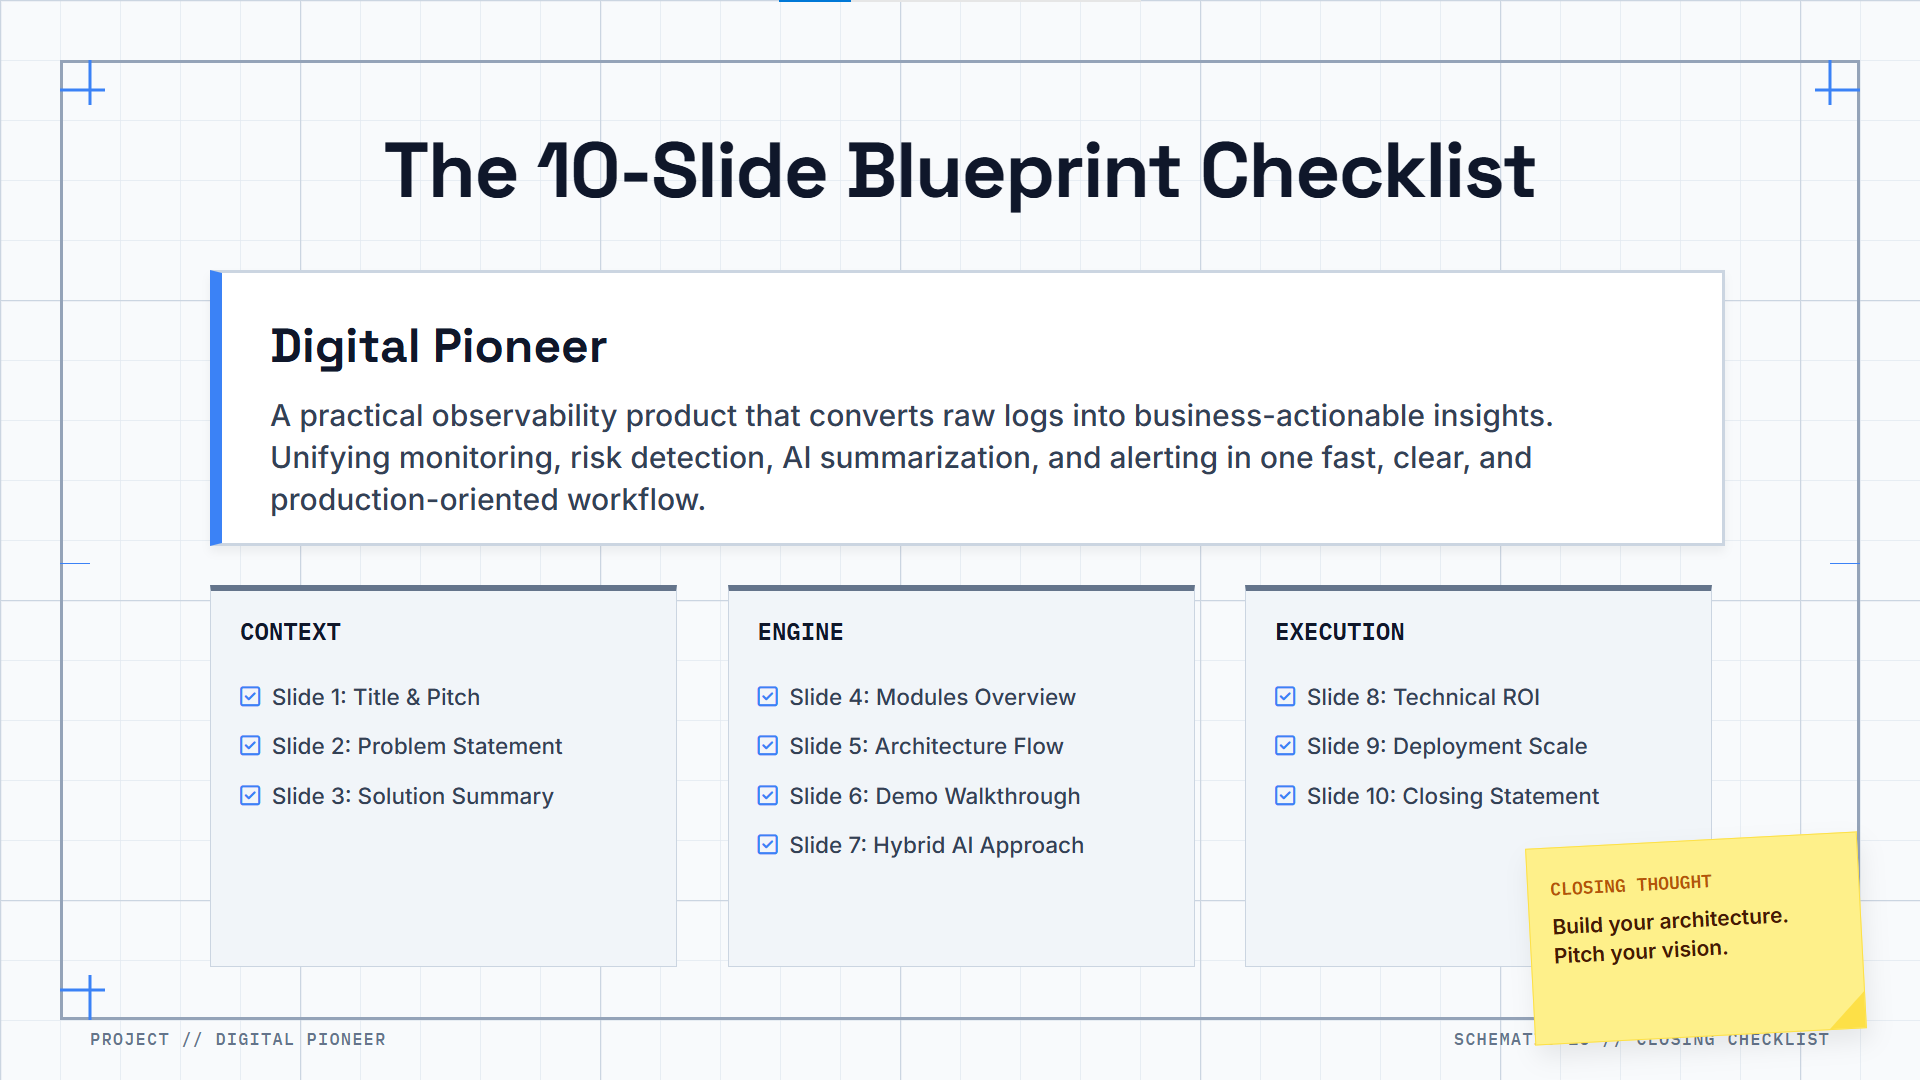 The 10-Slide Blueprint Checklist
Digital Pioneer
A practical observability product that converts raw logs into business-actionable insights.
Unifying monitoring, risk detection, AI summarization, and alerting in one fast, clear, and
production-oriented workflow.
CONTEXT
Slide 1: Title & Pitch
Slide 2: Problem Statement
Slide 3: Solution Summary
ENGINE
Slide 4: Modules Overview
Slide 5: Architecture Flow
Slide 6: Demo Walkthrough
Slide 7: Hybrid AI Approach
EXECUTION
Slide 8: Technical ROI
Slide 9: Deployment Scale
Slide 10: Closing Statement
CLOSING THOUGHT
Build your architecture.
Pitch your vision.
PROJECT // DIGITAL PIONEER
// CLOSING CHECKLIST